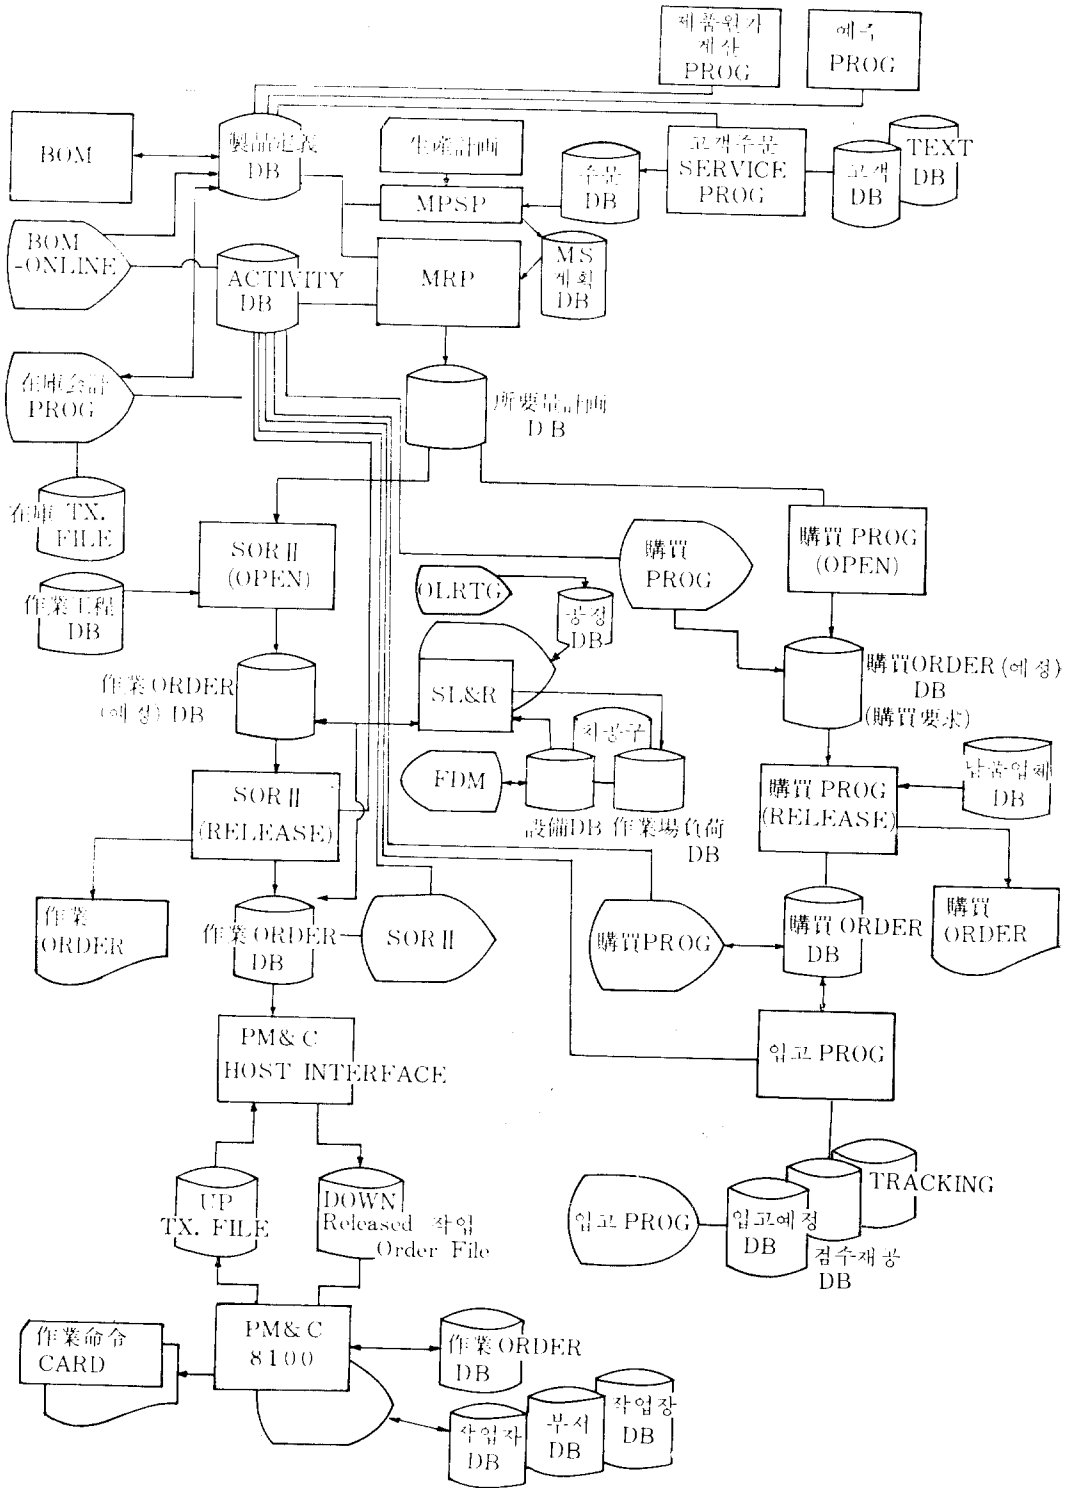 제품원가
계산
PROG
예측
PROG
BOM
製品定義
DB
生産計画
고객주문
SERVICE
PROG
TEXT
DB
고객
DB
주문
DB
MPSP
BOM
-ONLINE
ACTIVITY
DB
MRP
MS
계획
DB
在庫会計
PROG
所要量計画
DB
在庫 TX.
FILE
SORⅡ
(OPEN)
購買
PROG
購買 PROG
(OPEN)
作業工程
DB
OLRTG
공정
DB
作業ORDER
(예정) DB
SL&R
購買ORDER (예정)
DB
(購買要求)
치공구
FDM
設備DB
作業場負荷
DB
SORⅡ
(RELEASE)
購買 PROG
(RELEASE)
납품업체
DB
作業
ORDER
作業ORDER
DB
SORⅡ
購買PROG
購買 ORDER
DB
購買
ORDER
PM&C
HOST INTERFACE
입고 PROG
UP
TX. FILE
DOWN
Released 작업
Order File
입고 PROG
입고예정
DB
TRACKING
검수재공
DB
作業命令
CARD
PM&C
8100
作業ORDER
DB
작업자
DB
부서
DB
작업장
DB